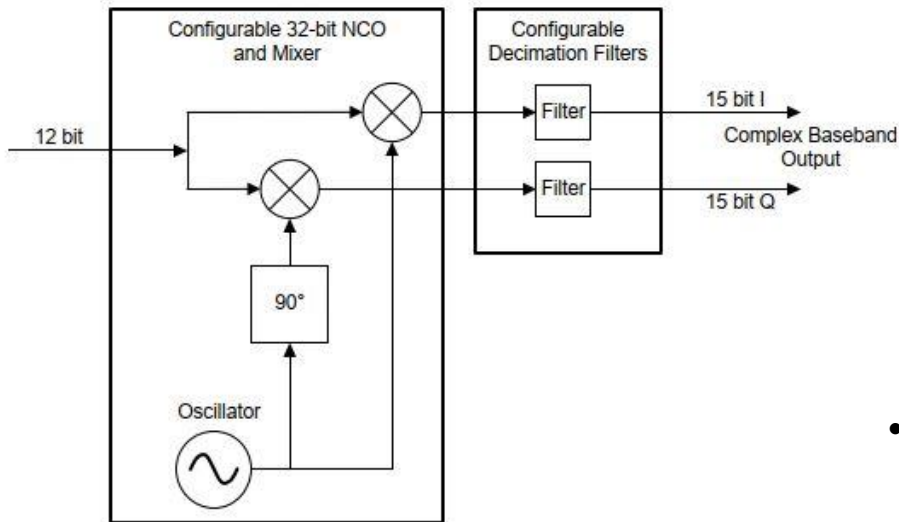 Configurable 32-bit NCO
and Mixer
Configurable
Decimation Filters
12 bit
Filter
15 bit I
Complex Baseband
Output
Filter
15 bit Q
90°
Oscillator
•